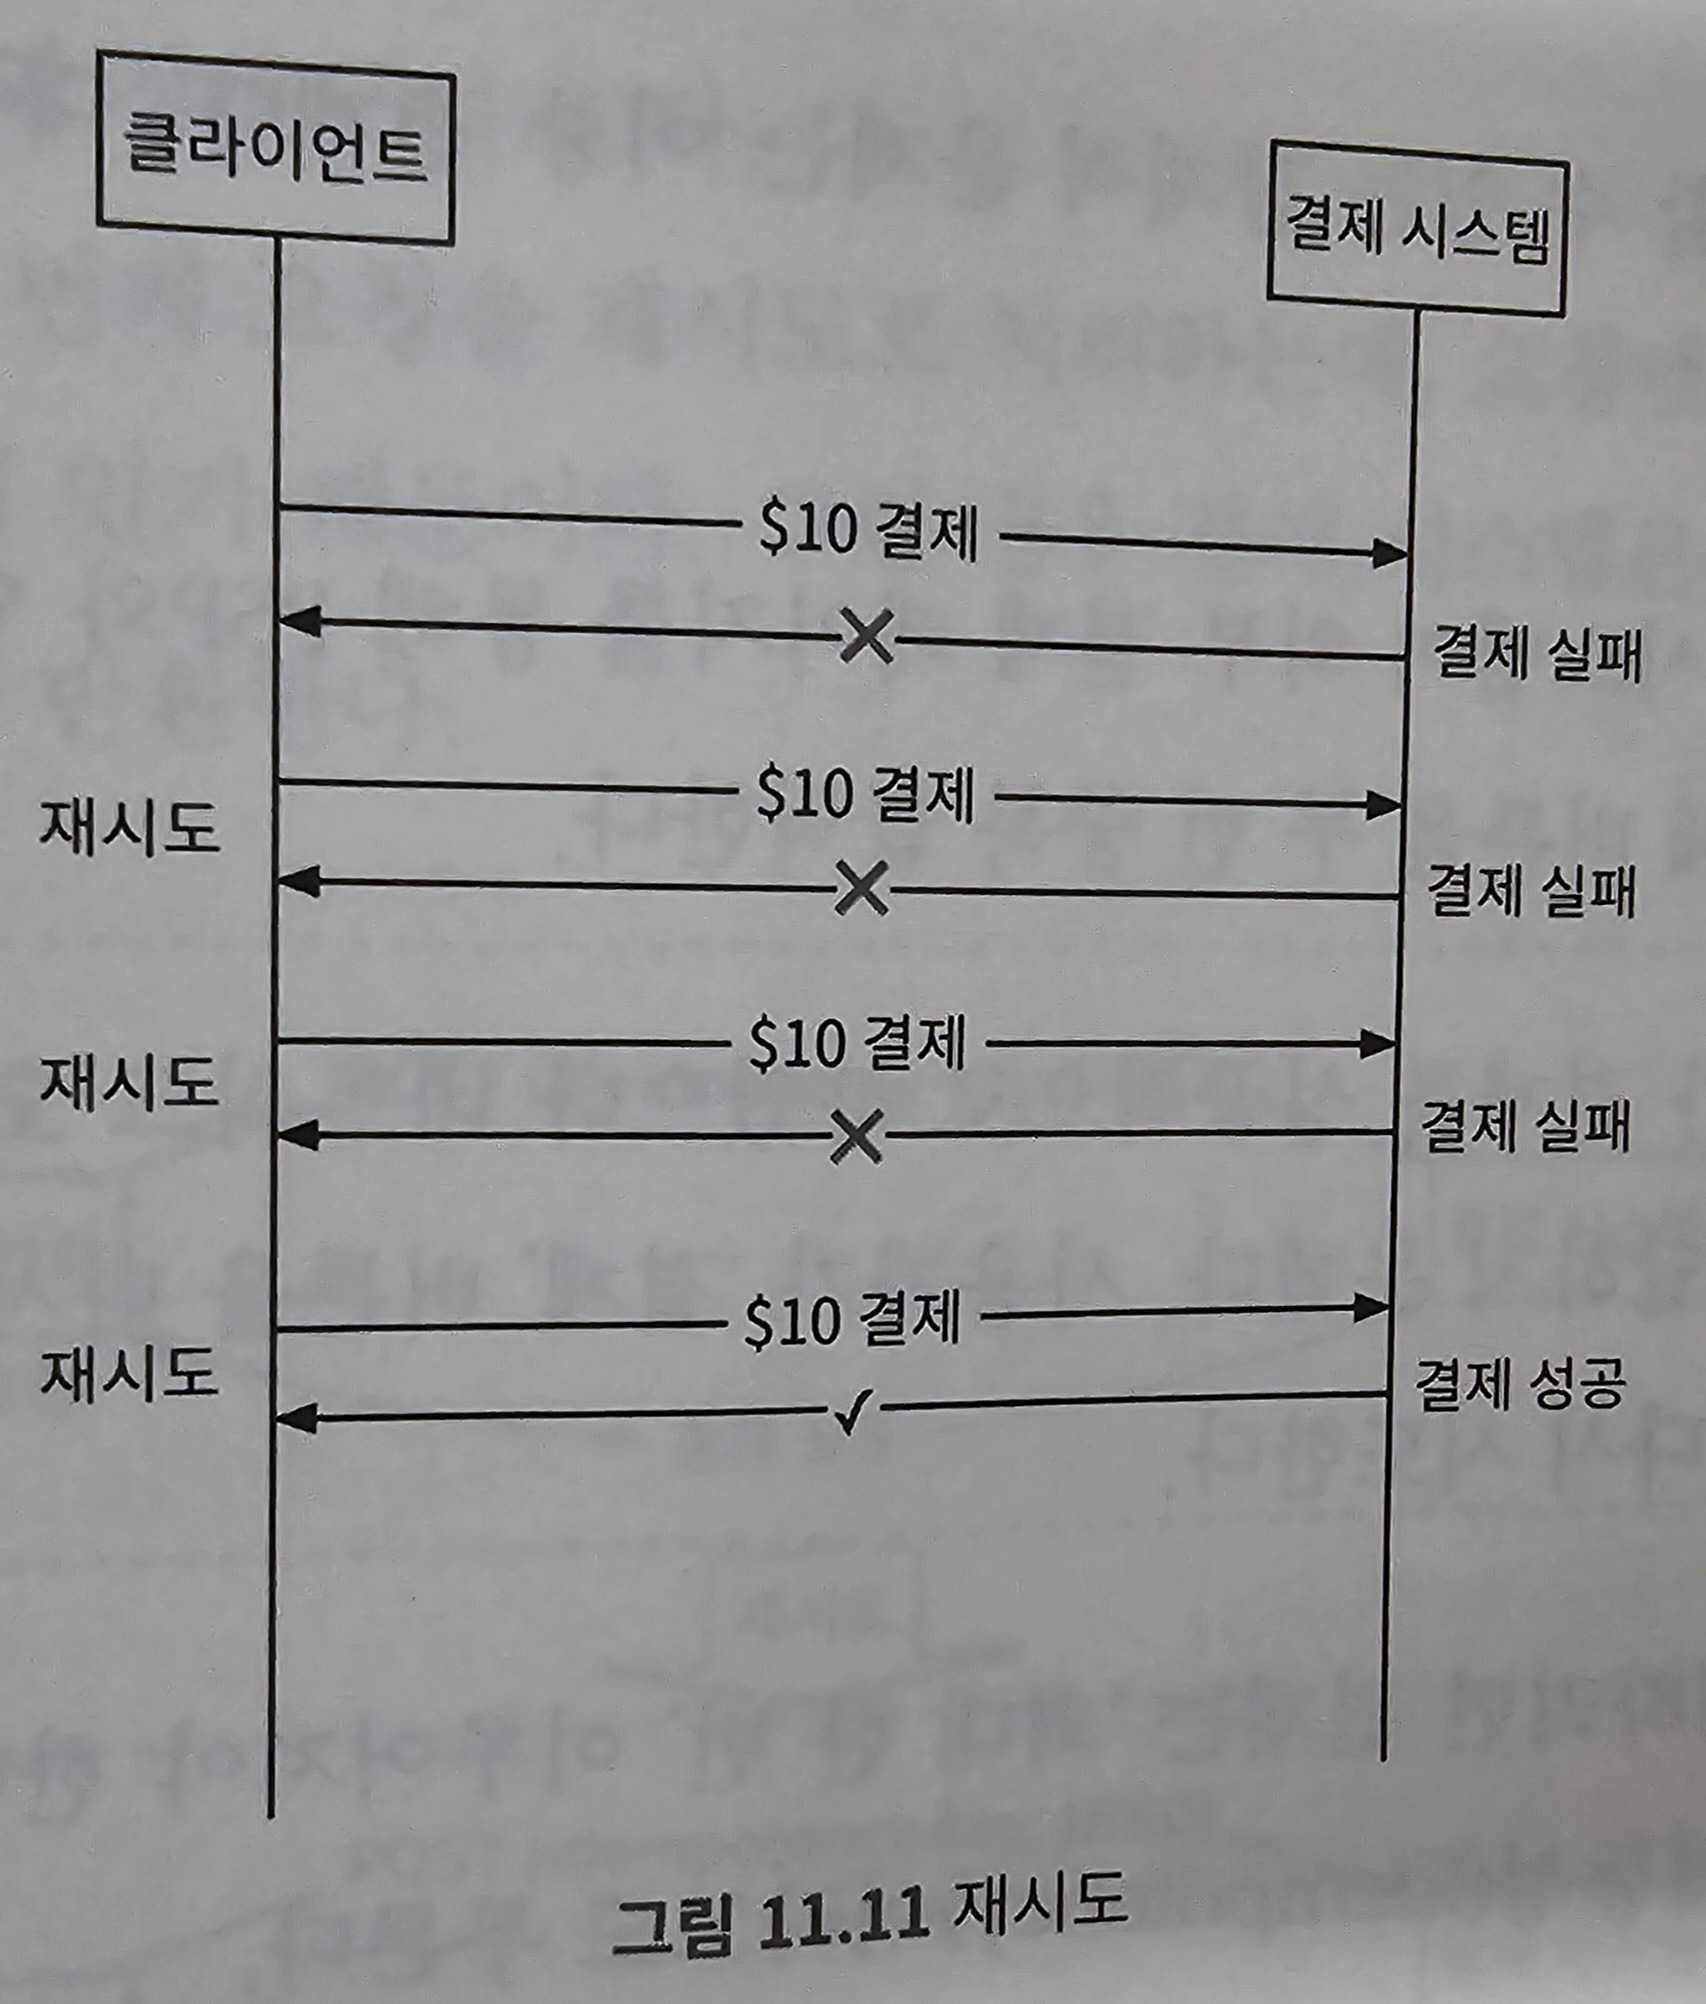 클라이언트
결제 시스템
$10 결제
결제 실패
재시도
$10 결제
결제 실패
재시도
$10 결제
결제 실패
재시도
$10 결제
결제 성공
그림 11.11 재시도